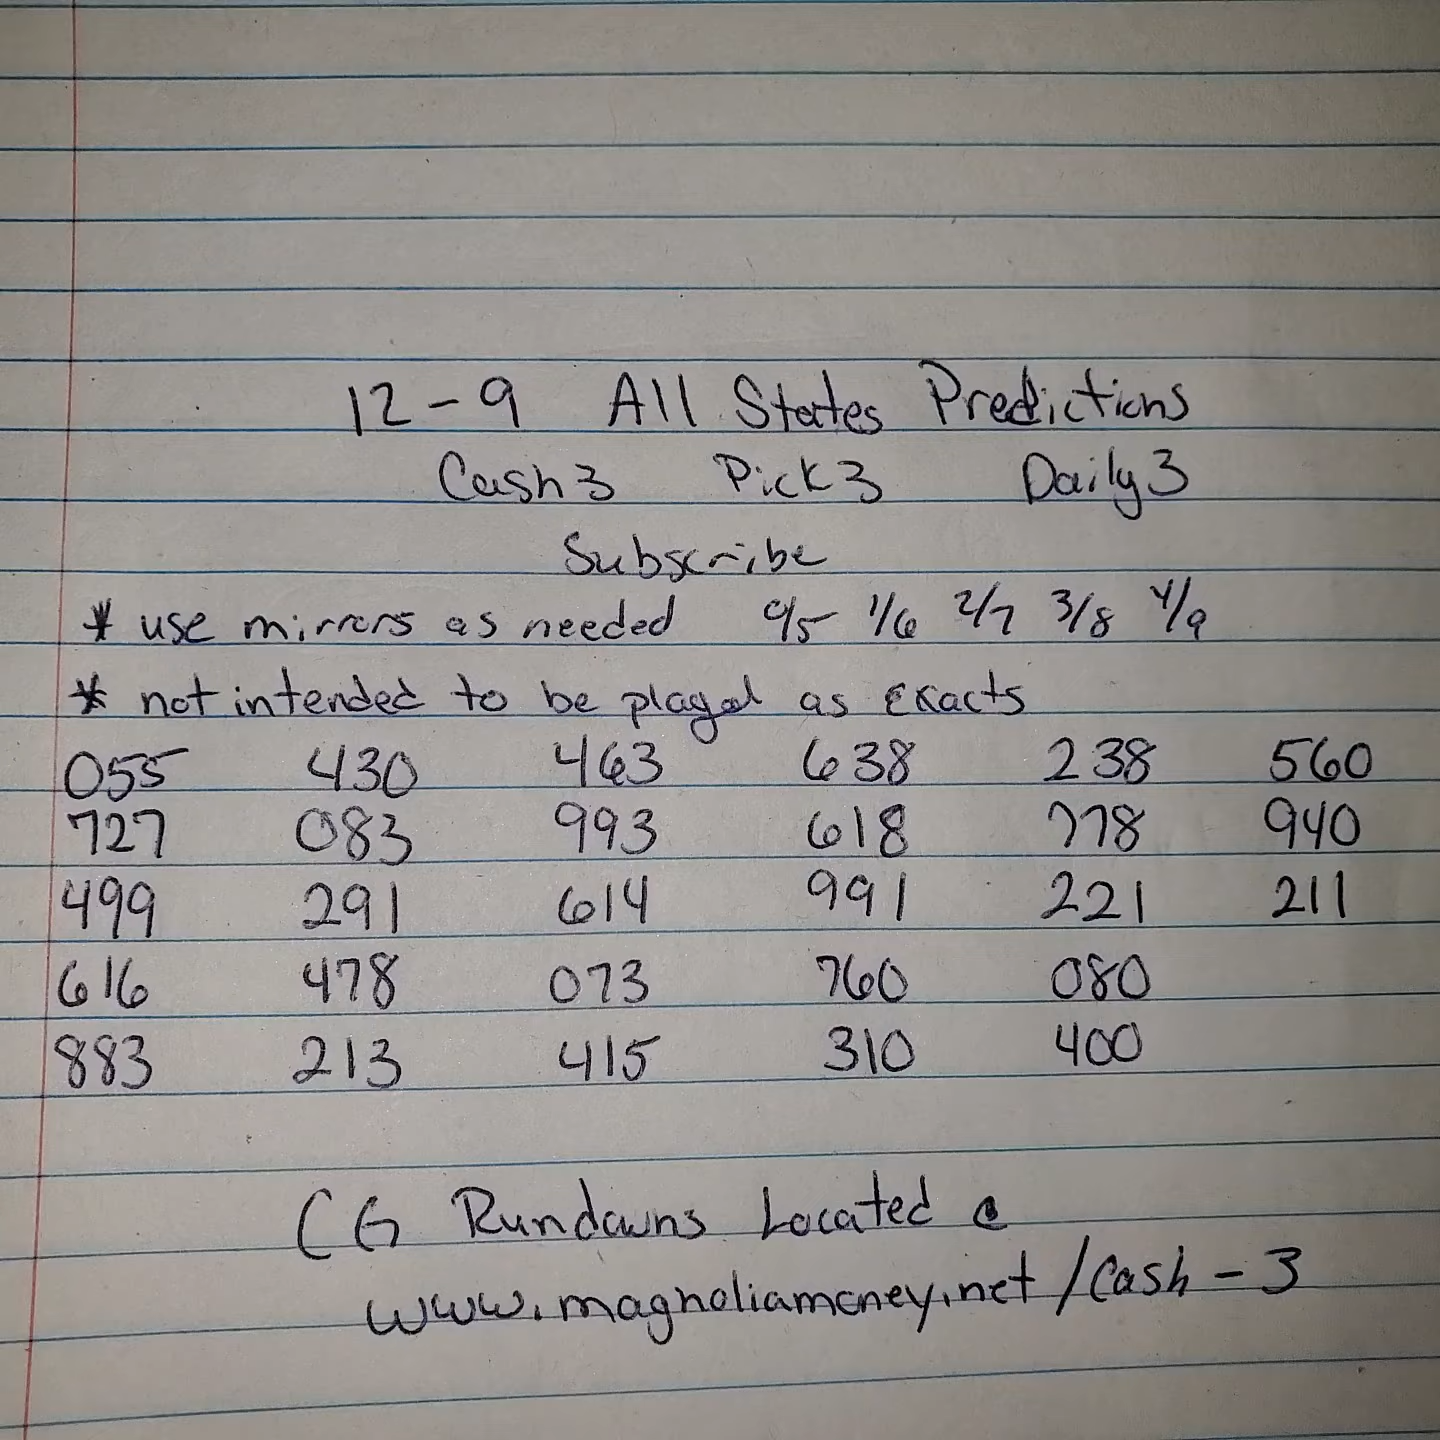 12-9 All States Predictions
Cash3 Pick3 Daily3
Subscribe
* use mirrors as needed 0/5 1/6 2/7 3/8 4/9
* not intended to be played as exacts
055 430 463 638 238 560
727 083 993 618 778 940
499 291 614 991 221 211
616 478 073 760 080
883 213 415 310 400
CG Rundowns Located @
www.magnoliamoney.net/Cash-3